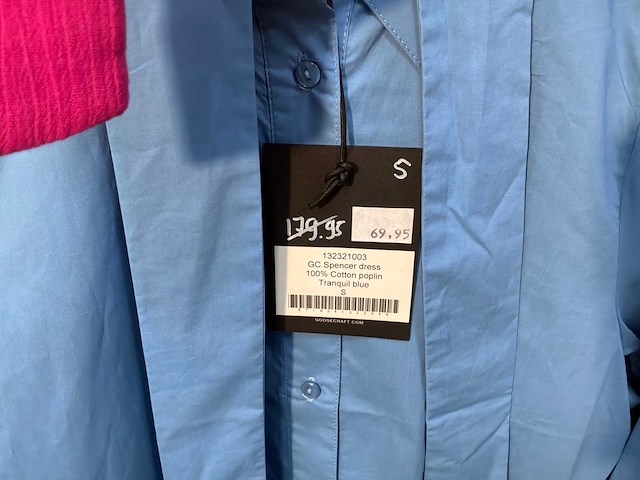 S
179.95
69,95
132321003
GC Spencer dress
100% Cotton poplin
Tranquil blue
S
GOOSECRAFT.COM